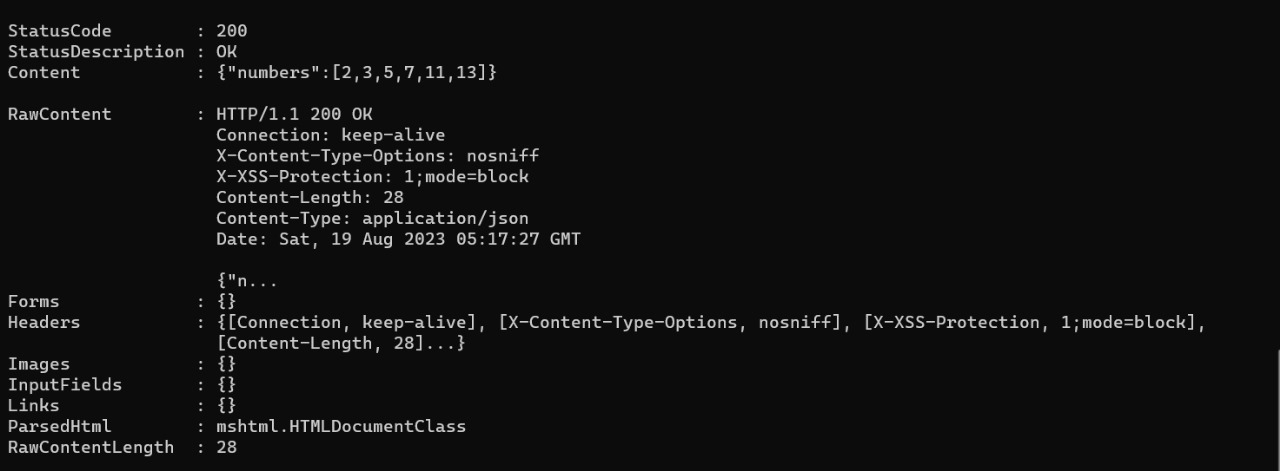 StatusCode        : 200
StatusDescription : OK
Content           : {"numbers":[2,3,5,7,11,13]}
RawContent        : HTTP/1.1 200 OK
                    Connection: keep-alive
                    X-Content-Type-Options: nosniff
                    X-XSS-Protection: 1;mode=block
                    Content-Length: 28
                    Content-Type: application/json
                    Date: Sat, 19 Aug 2023 05:17:27 GMT
                    {"n...
Forms             : {}
Headers           : {[Connection, keep-alive], [X-Content-Type-Options, nosniff], [X-XSS-Protection, 1;mode=block],
                    [Content-Length, 28]...}
Images            : {}
InputFields       : {}
Links             : {}
ParsedHtml        : mshtml.HTMLDocumentClass
RawContentLength  : 28